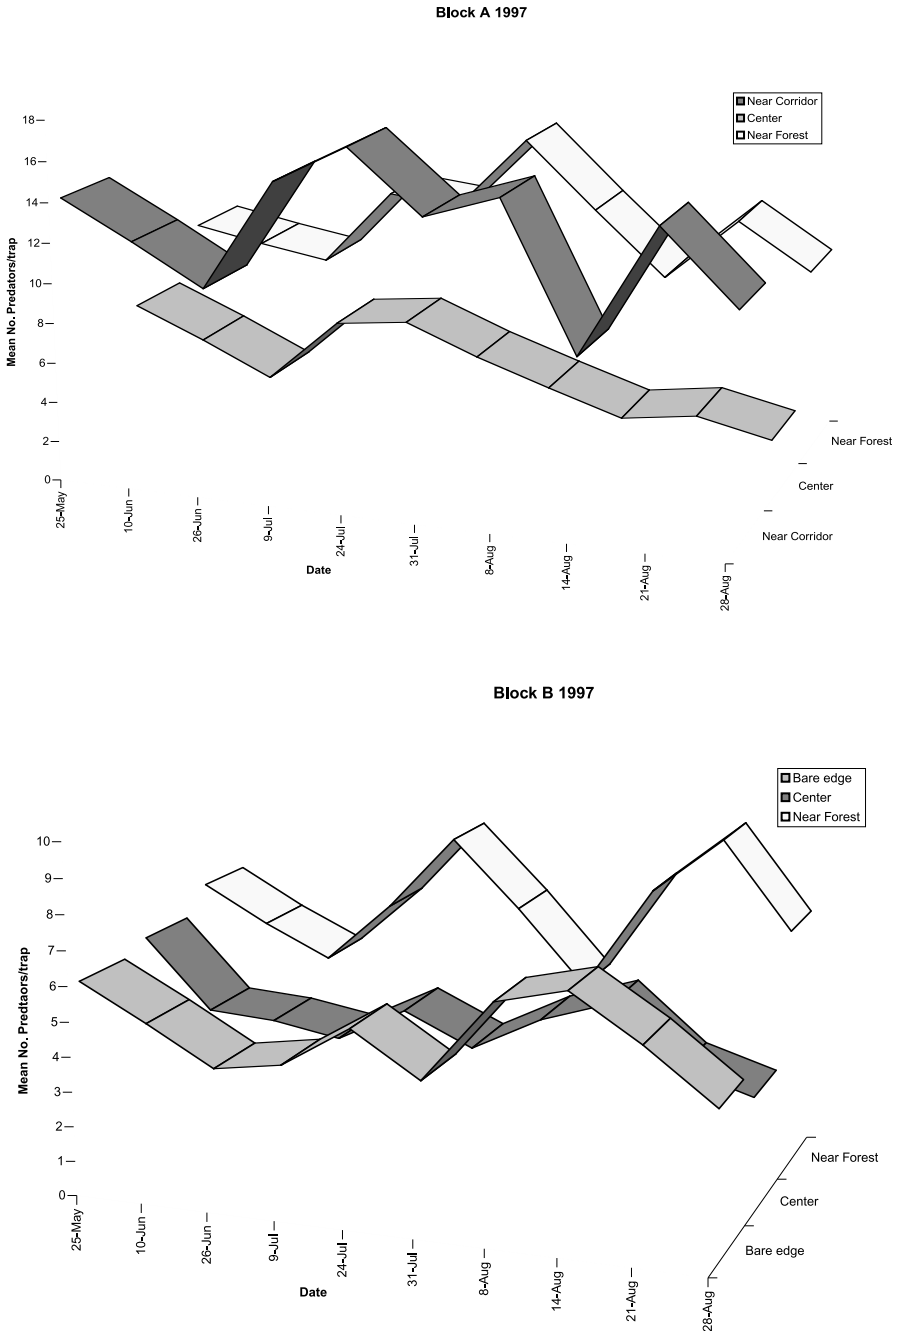 Block A 1997
Near Corridor
Center
Near Forest
18
16
14
12
10
8
6
4
2
0
Mean No. Predators/trap
25-May
10-Jun
26-Jun
9-Jul
24-Jul
31-Jul
8-Aug
14-Aug
21-Aug
28-Aug
Date
Near Forest
Center
Near Corridor
Block B 1997
Bare edge
Center
Near Forest
10
9
8
7
6
5
4
3
2
1
0
Mean No. Predtaors/trap
25-May
10-Jun
26-Jun
9-Jul
24-Jul
31-Jul
8-Aug
14-Aug
21-Aug
28-Aug
Date
Near Forest
Center
Bare edge